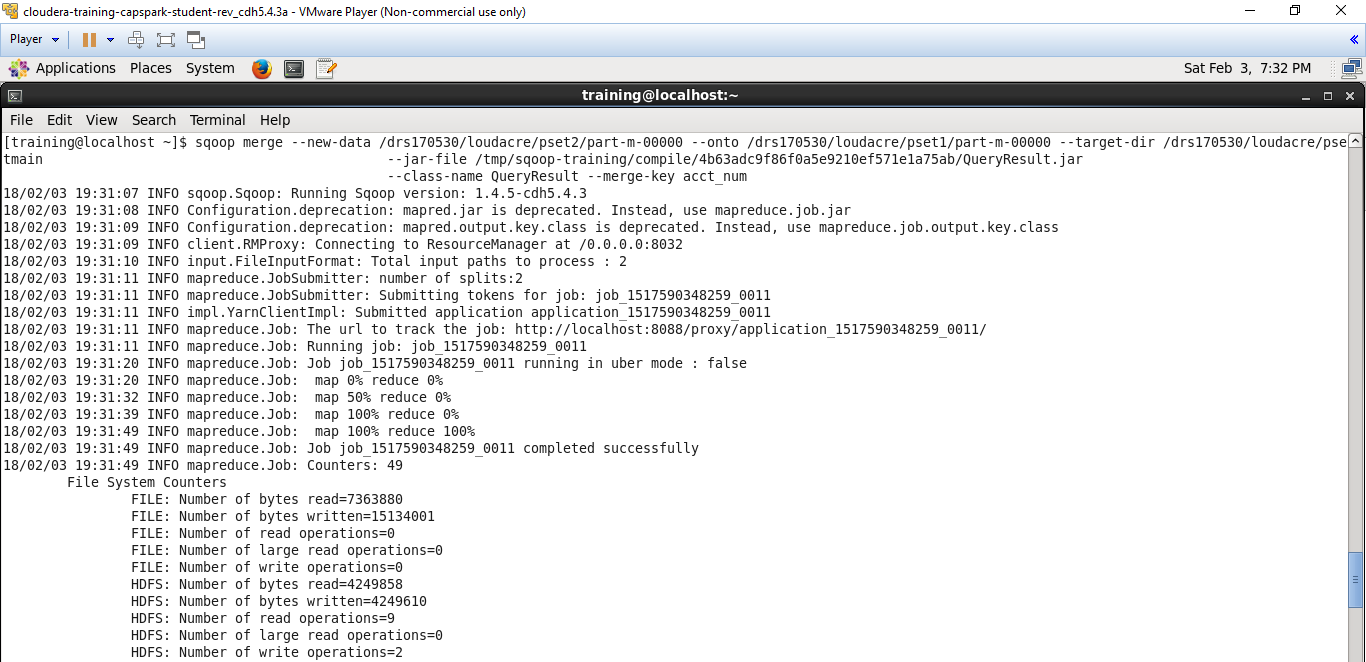 cloudera-training-capspark-student-rev_cdh5.4.3a - VMware Player (Non-commercial use only)
Player
Applications Places System Sat Feb 3, 7:32 PM
training@localhost:~
File Edit View Search Terminal Help
[training@localhost ~]$ sqoop merge --new-data /drs170530/loudacre/pset2/part-m-00000 --onto /drs170530/loudacre/pset1/part-m-00000 --target-dir /drs170530/loudacre/pse
tmain --jar-file /tmp/sqoop-training/compile/4b63adc9f86f0a5e9210ef571e1a75ab/QueryResult.jar
--class-name QueryResult --merge-key acct_num
18/02/03 19:31:07 INFO sqoop.Sqoop: Running Sqoop version: 1.4.5-cdh5.4.3
18/02/03 19:31:08 INFO Configuration.deprecation: mapred.jar is deprecated. Instead, use mapreduce.job.jar
18/02/03 19:31:09 INFO Configuration.deprecation: mapred.output.key.class is deprecated. Instead, use mapreduce.job.output.key.class
18/02/03 19:31:09 INFO client.RMProxy: Connecting to ResourceManager at /0.0.0.0:8032
18/02/03 19:31:10 INFO input.FileInputFormat: Total input paths to process : 2
18/02/03 19:31:11 INFO mapreduce.JobSubmitter: number of splits:2
18/02/03 19:31:11 INFO mapreduce.JobSubmitter: Submitting tokens for job: job_1517590348259_0011
18/02/03 19:31:11 INFO impl.YarnClientImpl: Submitted application application_1517590348259_0011
18/02/03 19:31:11 INFO mapreduce.Job: The url to track the job: http://localhost:8088/proxy/application_1517590348259_0011/
18/02/03 19:31:11 INFO mapreduce.Job: Running job: job_1517590348259_0011
18/02/03 19:31:20 INFO mapreduce.Job: Job job_1517590348259_0011 running in uber mode : false
18/02/03 19:31:20 INFO mapreduce.Job:  map 0% reduce 0%
18/02/03 19:31:32 INFO mapreduce.Job:  map 50% reduce 0%
18/02/03 19:31:39 INFO mapreduce.Job:  map 100% reduce 0%
18/02/03 19:31:49 INFO mapreduce.Job:  map 100% reduce 100%
18/02/03 19:31:49 INFO mapreduce.Job: Job job_1517590348259_0011 completed successfully
18/02/03 19:31:49 INFO mapreduce.Job: Counters: 49
File System Counters
FILE: Number of bytes read=7363880
FILE: Number of bytes written=15134001
FILE: Number of read operations=0
FILE: Number of large read operations=0
FILE: Number of write operations=0
HDFS: Number of bytes read=4249858
HDFS: Number of bytes written=4249610
HDFS: Number of read operations=9
HDFS: Number of large read operations=0
HDFS: Number of write operations=2